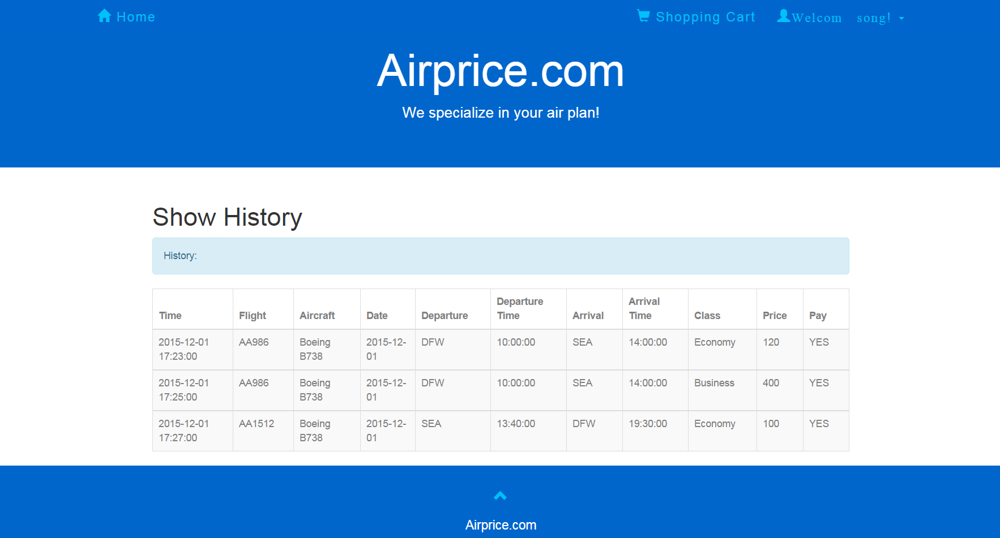 Home Shopping Cart Welcom song!
Airprice.com
We specialize in your air plan!
Show History
History:
Time Flight Aircraft Date Departure Departure Time Arrival Arrival Time Class Price Pay
2015-12-01 17:23:00 AA986 Boeing B738 2015-12-01 DFW 10:00:00 SEA 14:00:00 Economy 120 YES
2015-12-01 17:25:00 AA986 Boeing B738 2015-12-01 DFW 10:00:00 SEA 14:00:00 Business 400 YES
2015-12-01 17:27:00 AA1512 Boeing B738 2015-12-01 SEA 13:40:00 DFW 19:30:00 Economy 100 YES
Airprice.com